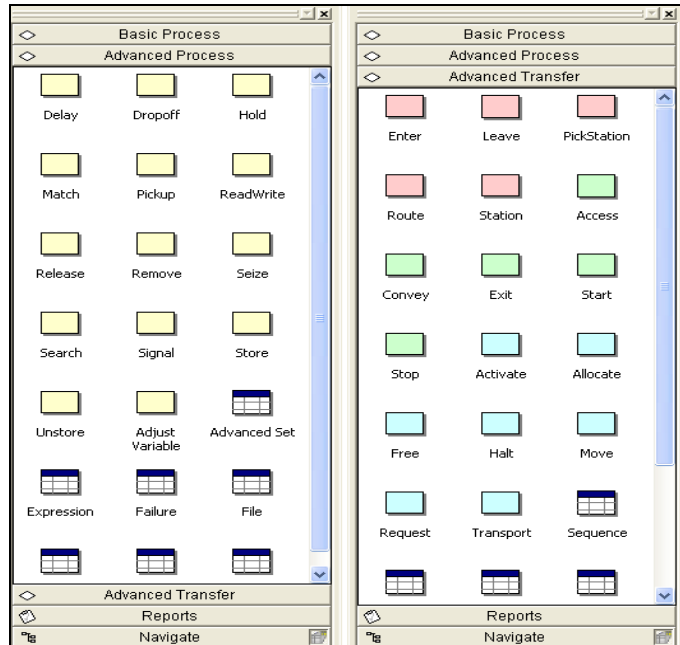 Basic Process
Advanced Process
Delay Dropoff Hold
Match Pickup ReadWrite
Release Remove Seize
Search Signal Store
Unstore Adjust Variable Advanced Set
Expression Failure File
Advanced Transfer
Reports
Navigate
Basic Process
Advanced Process
Advanced Transfer
Enter Leave PickStation
Route Station Access
Convey Exit Start
Stop Activate Allocate
Free Halt Move
Request Transport Sequence
Reports
Navigate